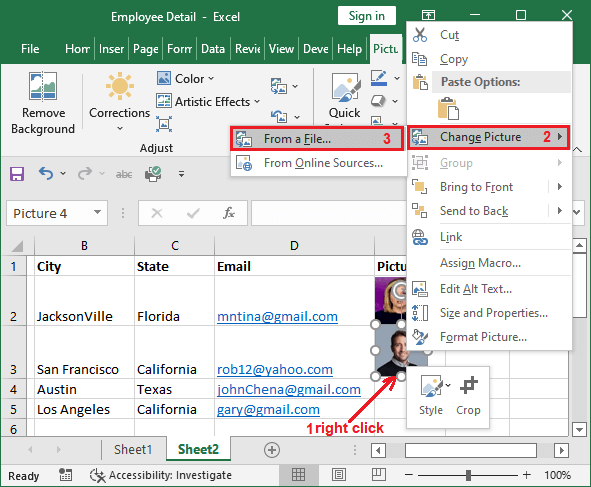 Employee Detail - Excel
Sign in
File
Hom
Inser
Page
Form
Data
Revi
View
Deve
Help
Pictu
Remove
Background
Corrections
Color
Artistic Effects
Quick
Adjust
Cut
Copy
Paste Options:
Change Picture 2
From a File... 3
From Online Sources...
Group
Bring to Front
Send to Back
Link
Assign Macro...
Edit Alt Text...
Size and Properties...
Format Picture...
abc
Picture 4
fx
B C D
1 City State Email Pictu
2 JacksonVille Florida mntina@gmail.com
3 San Francisco California rob12@yahoo.com
4 Austin Texas johnChena@gmail.com
5 Los Angeles California gary@gmail.com
6
Style Crop
1right click
Sheet1 Sheet2
Ready Accessibility: Investigate 100%